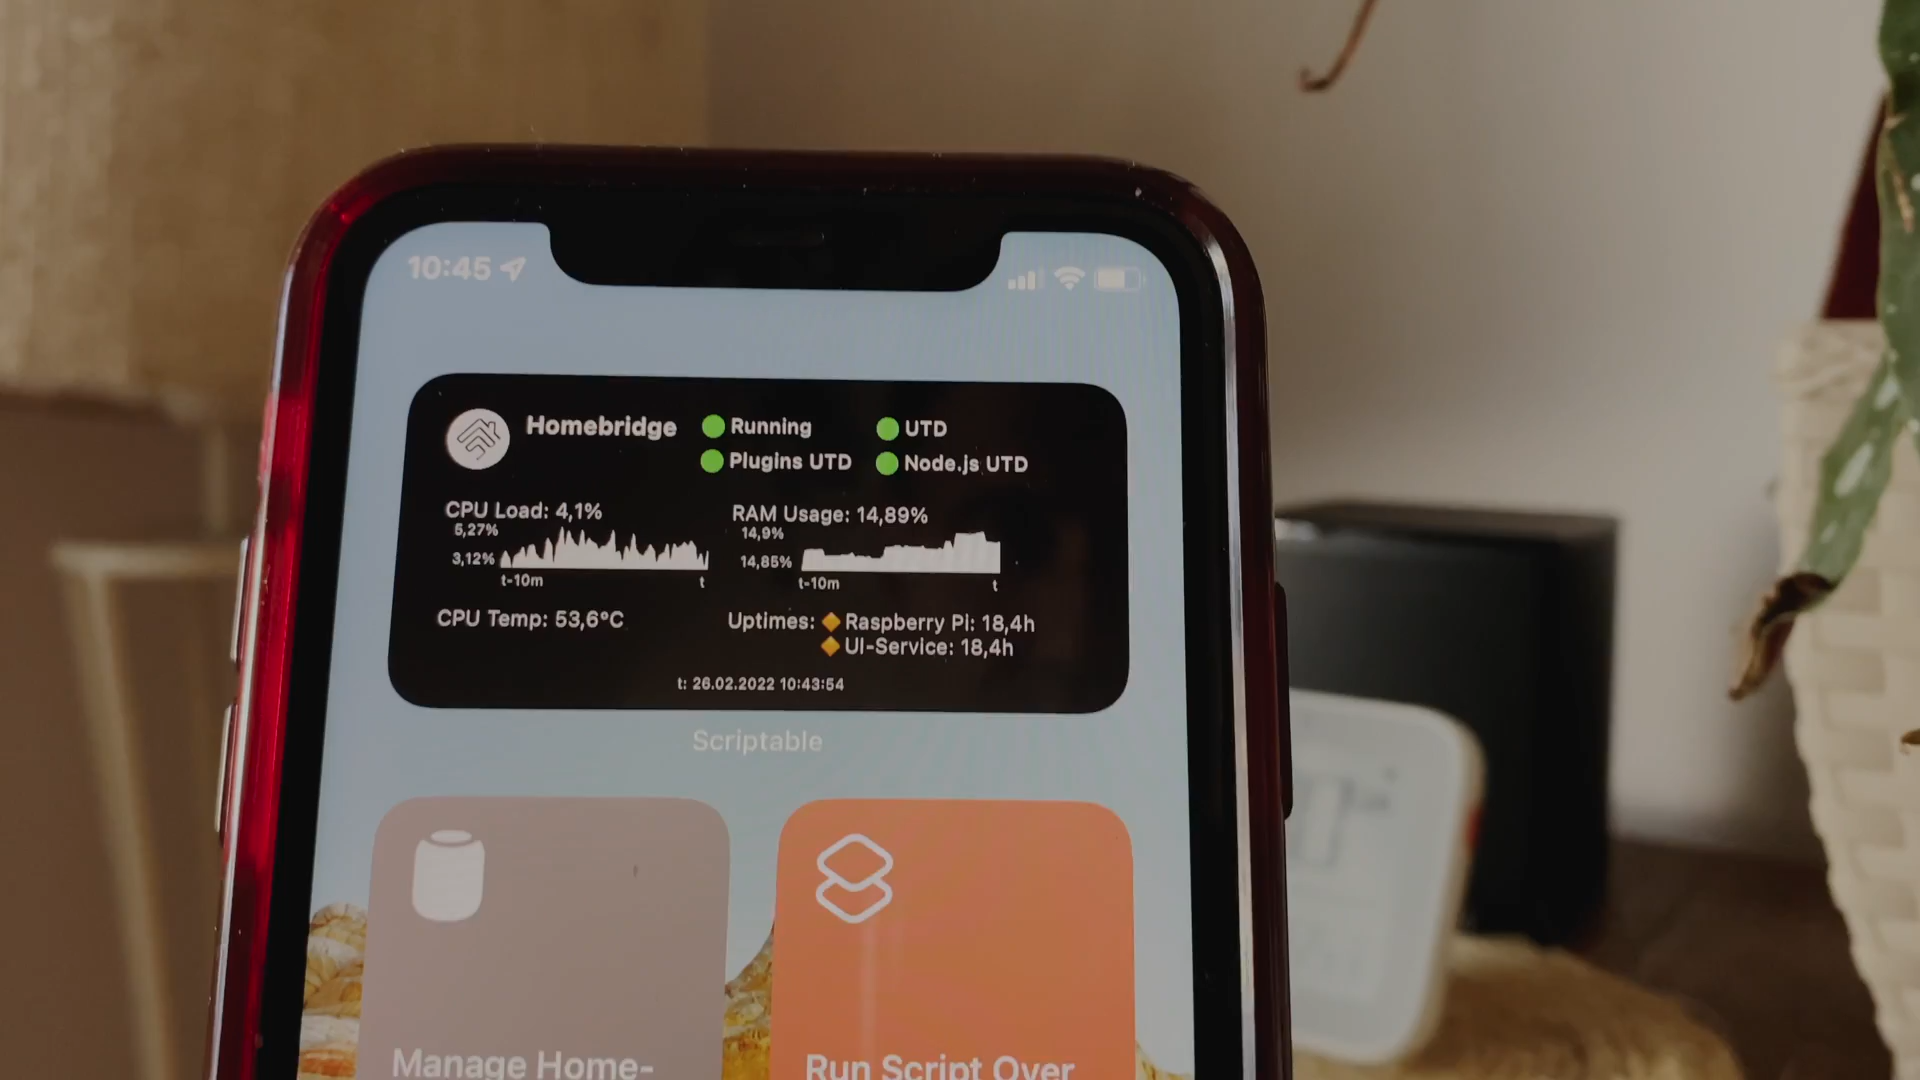 10:45
Homebridge
Running
UTD
Plugins UTD
Node.js UTD
CPU Load: 4,1%
5,27%
3,12%
t-10m
t
RAM Usage: 14,89%
14,9%
14,85%
t-10m
t
CPU Temp: 53,6°C
Uptimes: Raspberry Pi: 18,4h
UI-Service: 18,4h
t: 26.02.2022 10:43:54
Scriptable
Manage Home-
Run Script Over